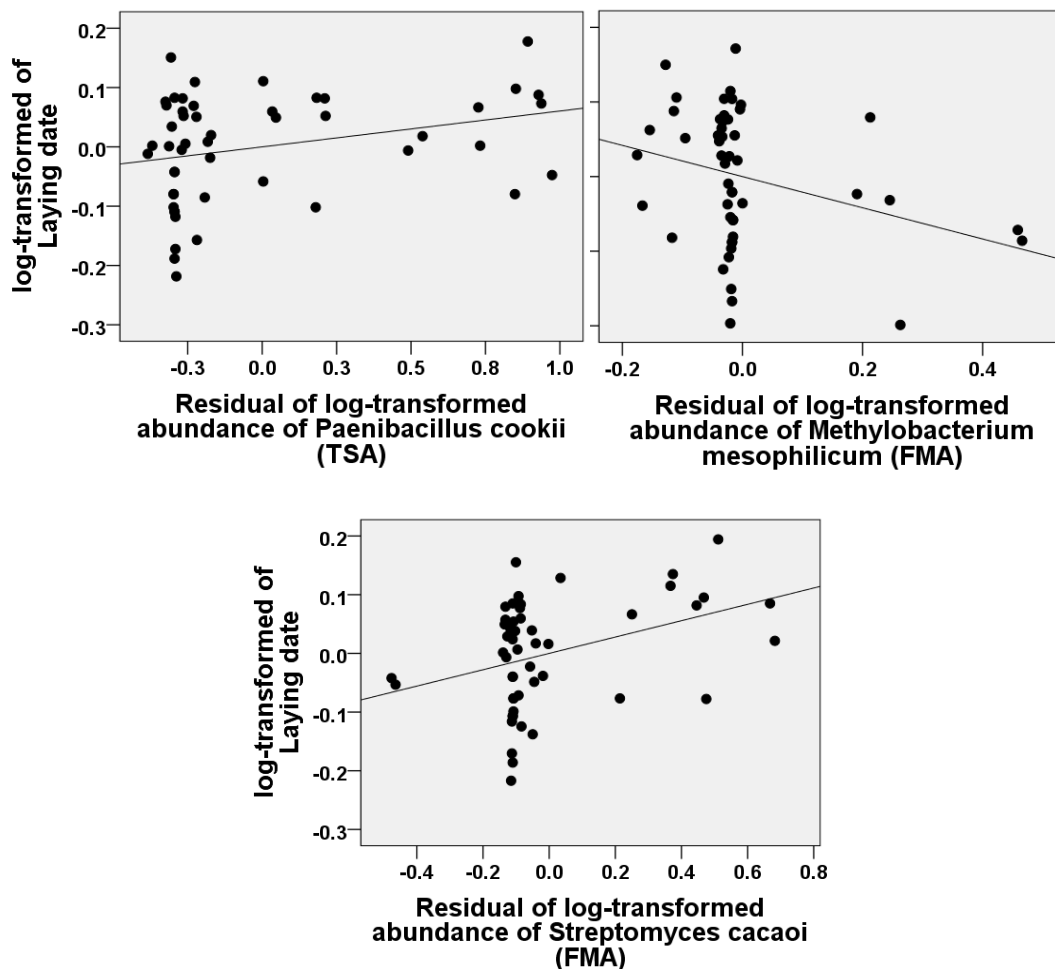 log-transformed of
Laying date
0.2
0.1
0.0
-0.1
-0.2
-0.3
-0.3
0.0
0.3
0.5
0.8
1.0
Residual of log-transformed
abundance of Paenibacillus cookii
(TSA)
-0.2
0.0
0.2
0.4
Residual of log-transformed
abundance of Methylobacterium
mesophilicum (FMA)
log-transformed of
Laying date
0.2
0.1
0.0
-0.1
-0.2
-0.3
-0.4
-0.2
0.0
0.2
0.4
0.6
0.8
Residual of log-transformed
abundance of Streptomyces cacaoi
(FMA)